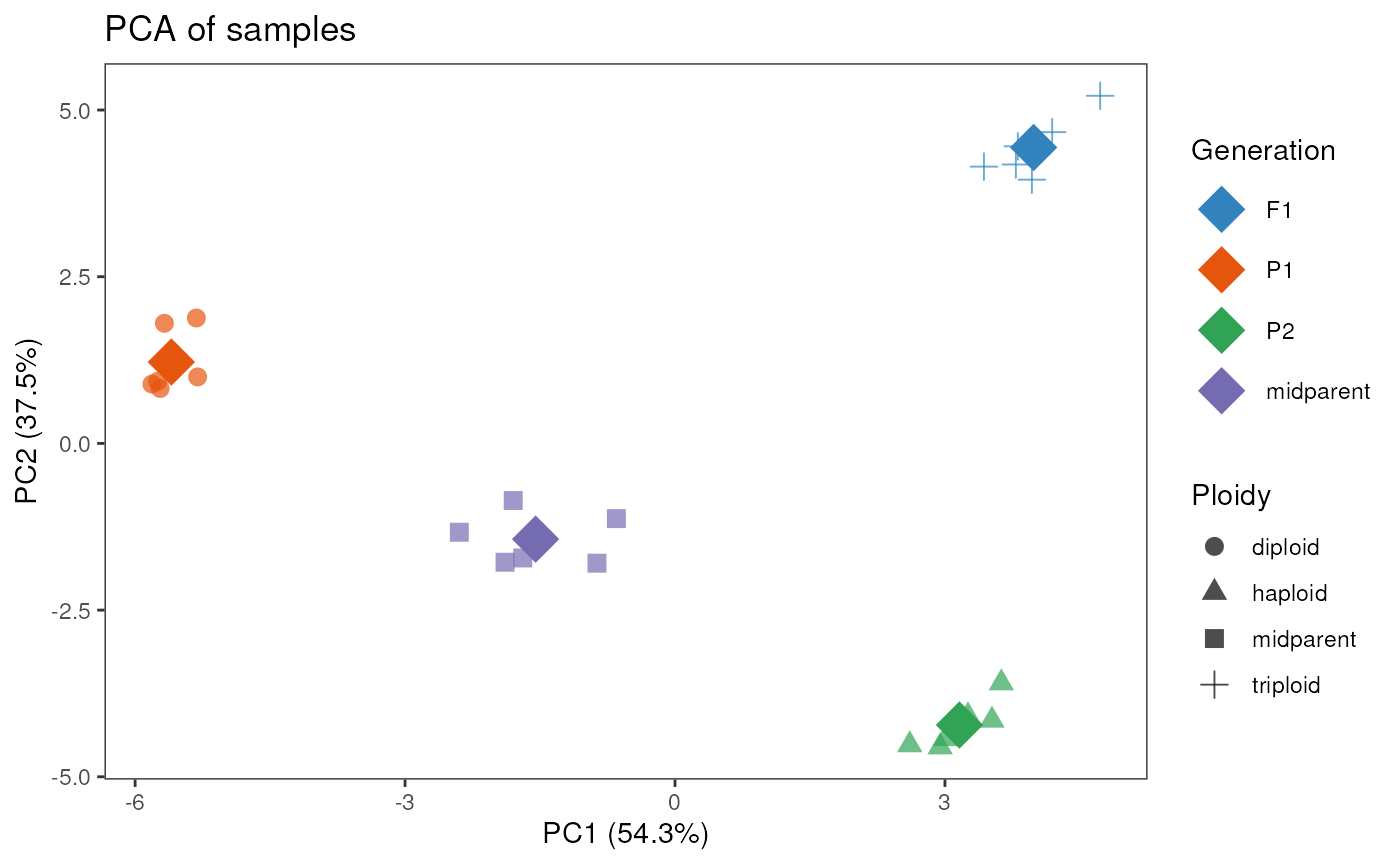 PCA of samples
5.0
2.5
0.0
-2.5
-5.0
PC2 (37.5%)
-6
-3
0
3
PC1 (54.3%)
Generation
F1
P1
P2
midparent
Ploidy
diploid
haploid
midparent
triploid